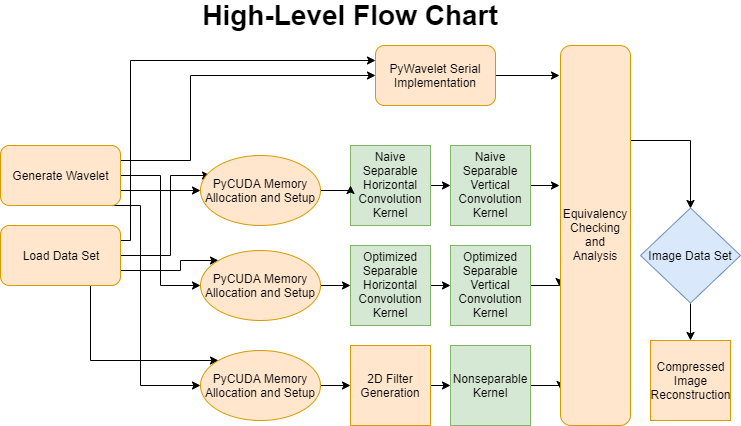 High-Level Flow Chart
PyWavelet Serial
Implementation
Generate Wavelet
Load Data Set
PyCUDA Memory
Allocation and Setup
Naive
Separable
Horizontal
Convolution
Kernel
Naive
Separable
Vertical
Convolution
Kernel
PyCUDA Memory
Allocation and Setup
Optimized
Separable
Horizontal
Convolution
Kernel
Optimized
Separable
Vertical
Convolution
Kernel
PyCUDA Memory
Allocation and Setup
2D Filter
Generation
Nonseparable
Kernel
Equivalency
Checking
and
Analysis
Image Data Set
Compressed
Image
Reconstruction